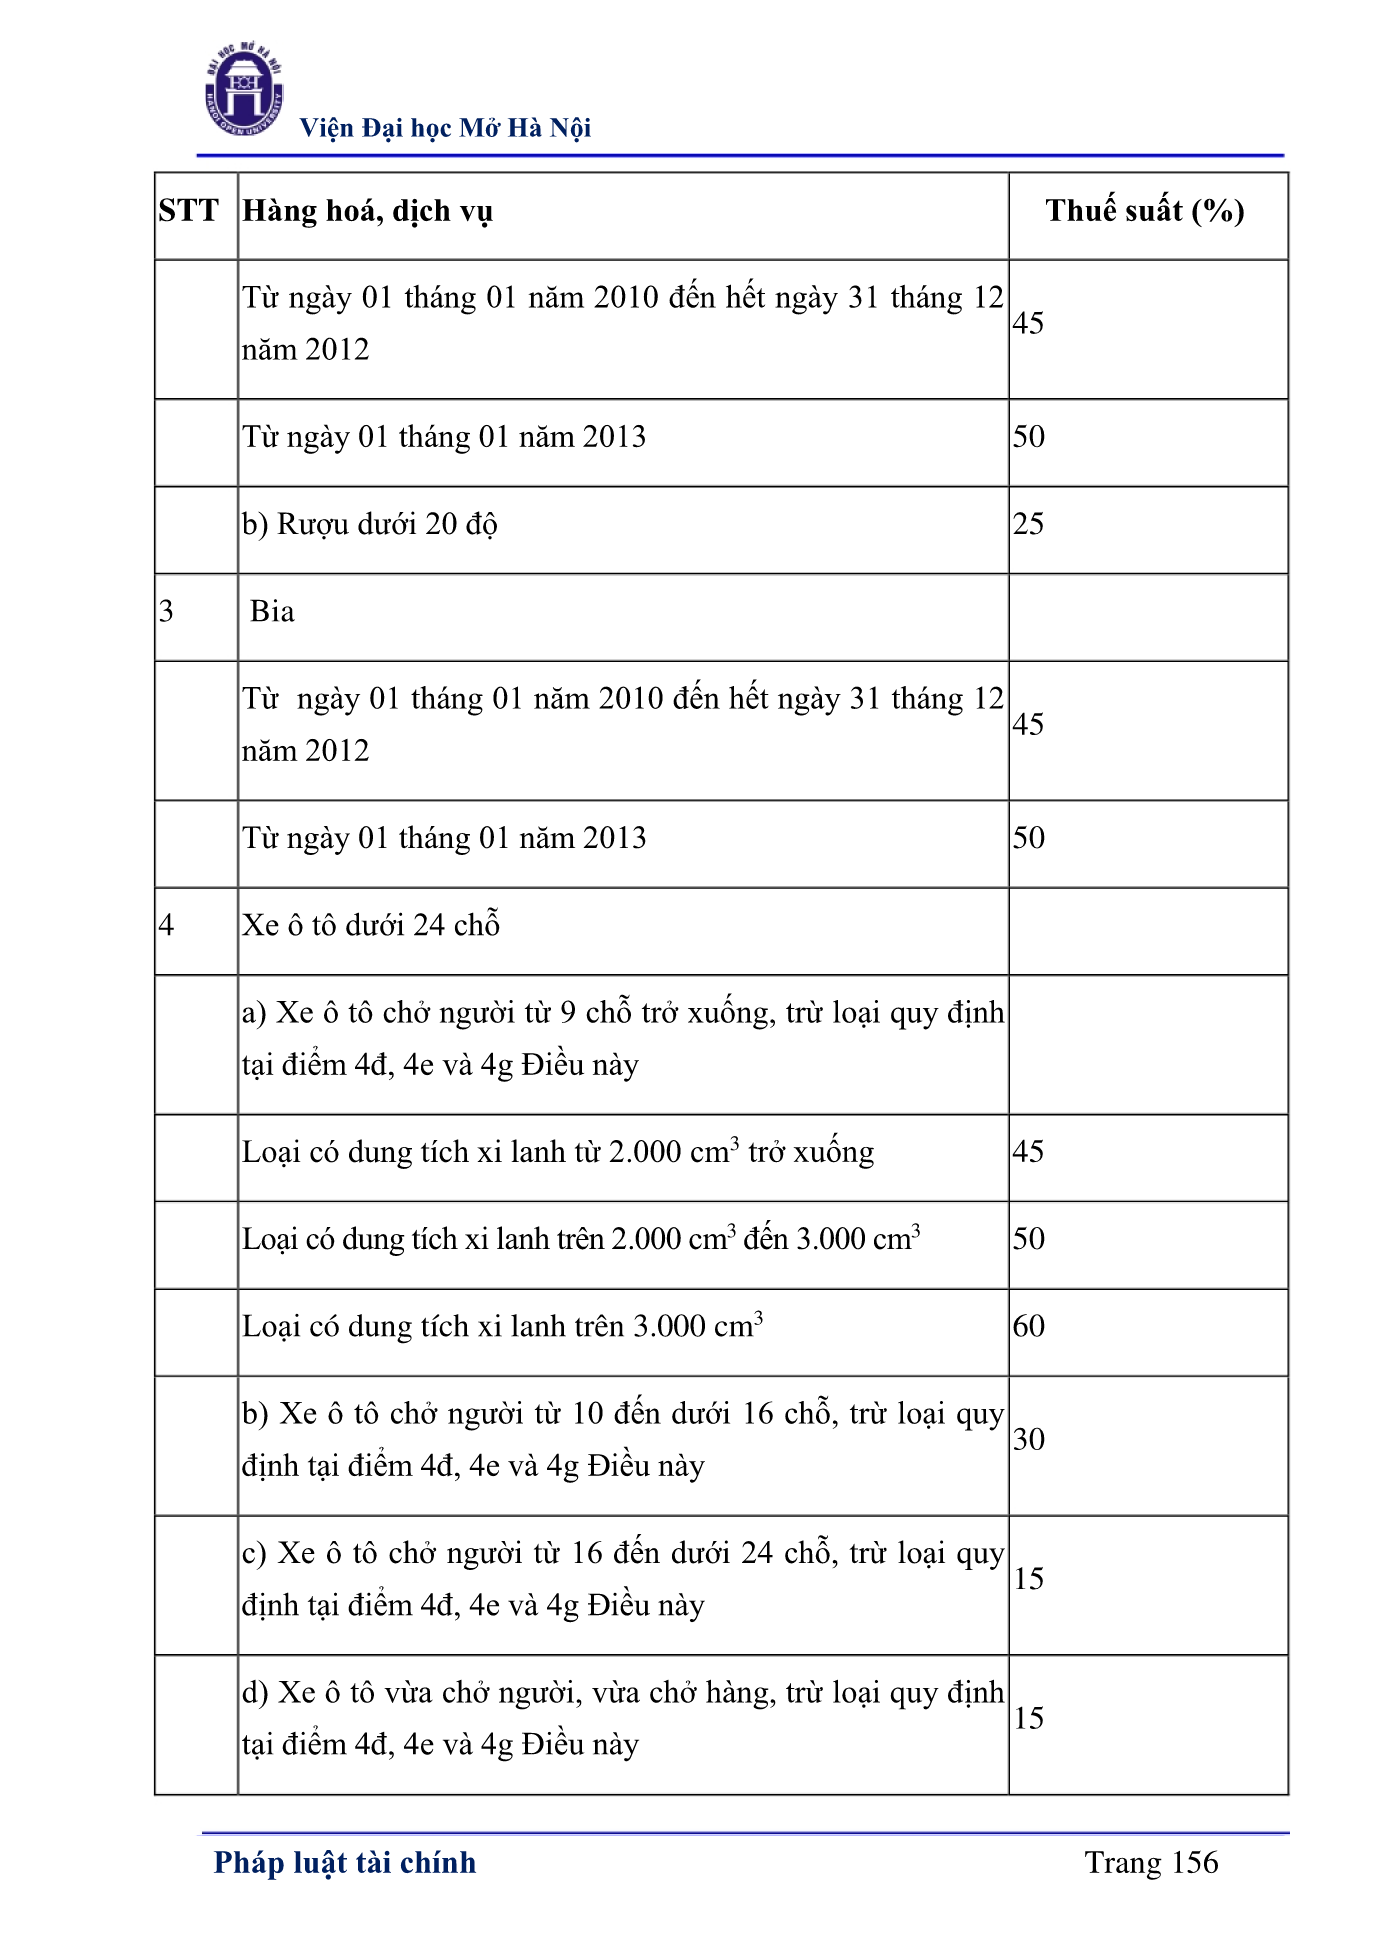 ĐẠI HỌC MỞ HÀ NỘI
HOU
HANOI OPEN UNIVERSITY
Viện Đại học Mở Hà Nội
STT Hàng hoá, dịch vụ Thuế suất (%)
Từ ngày 01 tháng 01 năm 2010 đến hết ngày 31 tháng 12
năm 2012
45
Từ ngày 01 tháng 01 năm 2013 50
b) Rượu dưới 20 độ 25
3 Bia
Từ ngày 01 tháng 01 năm 2010 đến hết ngày 31 tháng 12
năm 2012
45
Từ ngày 01 tháng 01 năm 2013 50
4 Xe ô tô dưới 24 chỗ
a) Xe ô tô chở người từ 9 chỗ trở xuống, trừ loại quy định
tại điểm 4đ, 4e và 4g Điều này
Loại có dung tích xi lanh từ 2.000 cm³ trở xuống 45
Loại có dung tích xi lanh trên 2.000 cm³ đến 3.000 cm³ 50
Loại có dung tích xi lanh trên 3.000 cm³ 60
b) Xe ô tô chở người từ 10 đến dưới 16 chỗ, trừ loại quy
định tại điểm 4đ, 4e và 4g Điều này
30
c) Xe ô tô chở người từ 16 đến dưới 24 chỗ, trừ loại quy
định tại điểm 4đ, 4e và 4g Điều này
15
d) Xe ô tô vừa chở người, vừa chở hàng, trừ loại quy định
tại điểm 4đ, 4e và 4g Điều này
15
Pháp luật tài chính Trang 156